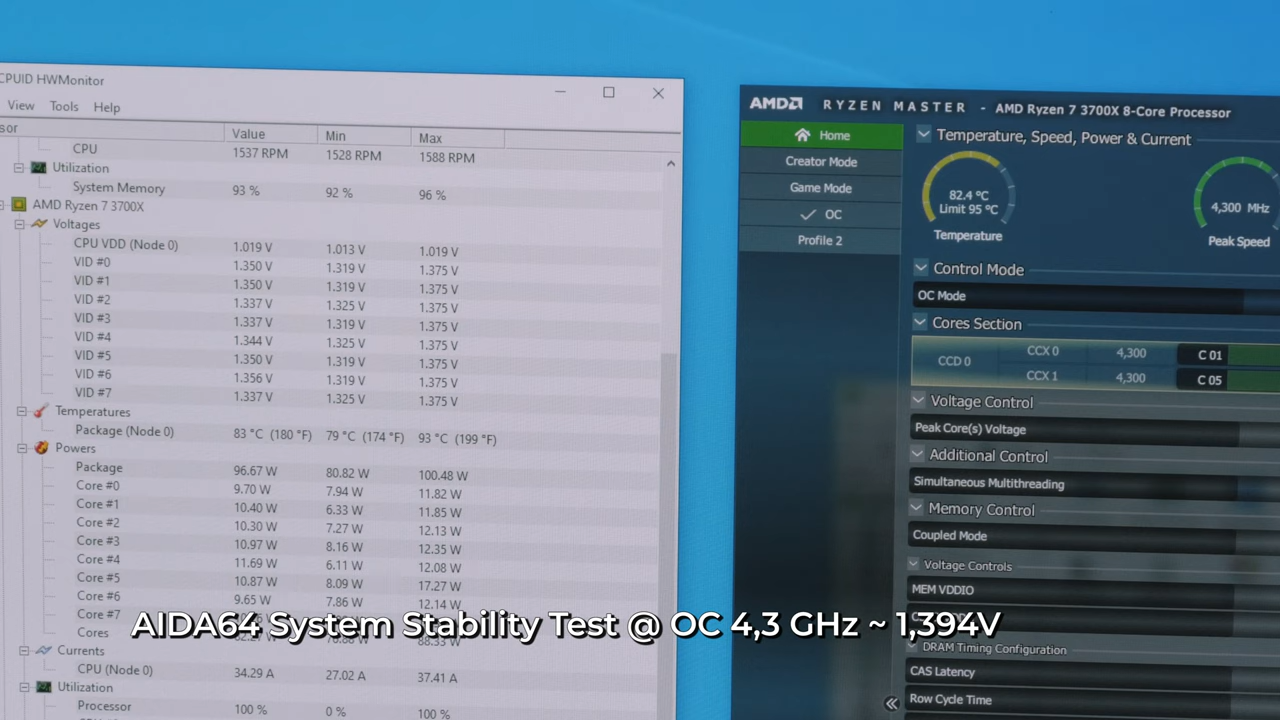 CPUID HWMonitor
View Tools Help
sor Value Min Max
CPU 1537 RPM 1528 RPM 1588 RPM
Utilization
System Memory 93 % 92 % 96 %
AMD Ryzen 7 3700X
Voltages
CPU VDD (Node 0) 1.019 V 1.013 V 1.019 V
VID #0 1.350 V 1.319 V 1.375 V
VID #1 1.350 V 1.319 V 1.375 V
VID #2 1.337 V 1.325 V 1.375 V
VID #3 1.337 V 1.319 V 1.375 V
VID #4 1.344 V 1.325 V 1.375 V
VID #5 1.350 V 1.319 V 1.375 V
VID #6 1.356 V 1.319 V 1.375 V
VID #7 1.337 V 1.325 V 1.375 V
Temperatures
Package (Node 0) 83 °C (180 °F) 79 °C (174 °F) 93 °C (199 °F)
Powers
Package 96.67 W 80.82 W 100.48 W
Core #0 9.70 W 7.94 W 11.82 W
Core #1 10.40 W 6.33 W 11.85 W
Core #2 10.30 W 7.27 W 12.13 W
Core #3 10.97 W 8.16 W 12.35 W
Core #4 11.69 W 6.11 W 12.08 W
Core #5 10.87 W 8.09 W 17.27 W
Core #6 9.65 W 7.86 W 12.14 W
Core #7
Cores
Currents
CPU (Node 0) 34.29 A 27.02 A 37.41 A
Utilization
Processor 100 % 0 % 100 %
AMD RYZEN MASTER - AMD Ryzen 7 3700X 8-Core Processor
Home
Creator Mode
Game Mode
OC
Profile 2
Temperature, Speed, Power & Current
82.4 °C
Limit 95 °C
Temperature
4,300 MHz
Peak Speed
Control Mode
OC Mode
Cores Section
CCD 0
CCX 0 4,300 C 01
CCX 1 4,300 C 05
Voltage Control
Peak Core(s) Voltage
Additional Control
Simultaneous Multithreading
Memory Control
Coupled Mode
Voltage Controls
MEM VDDIO
DRAM Timing Configuration
CAS Latency
Row Cycle Time
AIDA64 System Stability Test @ OC 4,3 GHz ~ 1,394V